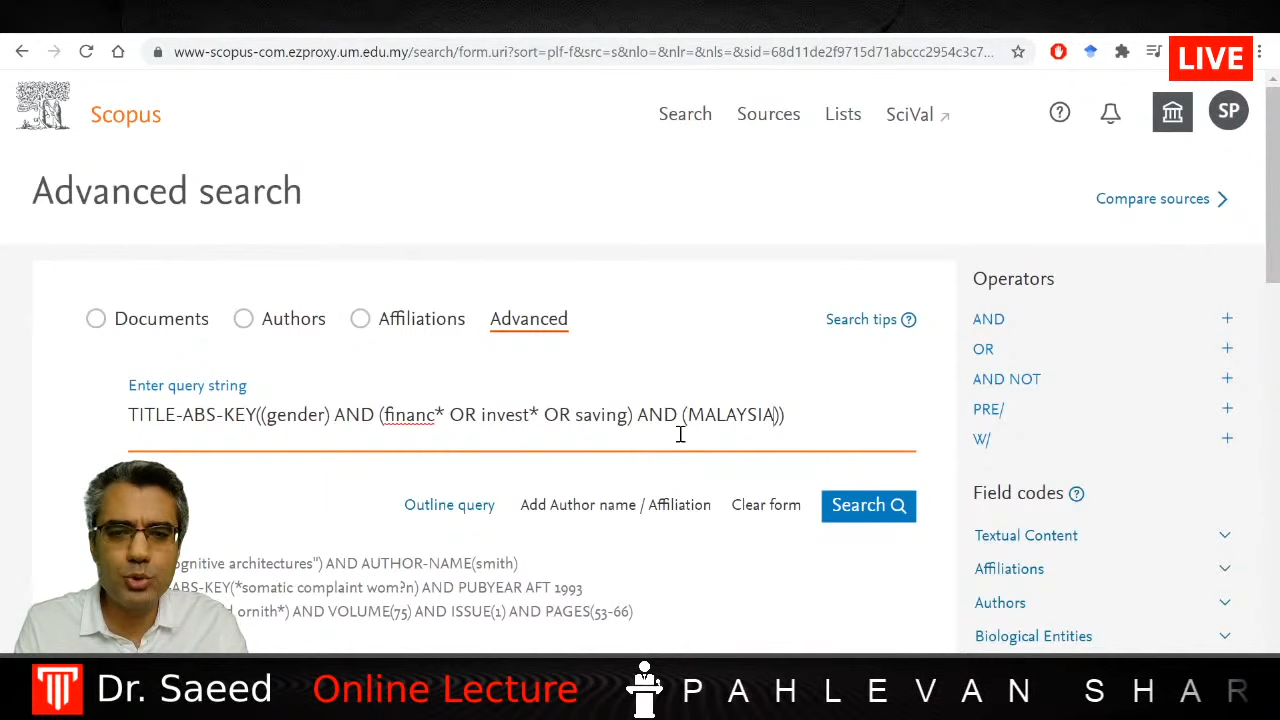 www-scopus-com.ezproxy.um.edu.my/search/form.uri?sort=plf-f&src=s&nlo=&nlr=&nls=&sid=68d11de2f9715d71abccc2954c3c7...
LIVE
Scopus
Search Sources Lists SciVal
SP
Advanced search
Compare sources
Documents Authors Affiliations Advanced
Search tips
Enter query string
TITLE-ABS-KEY((gender) AND (financ* OR invest* OR saving) AND (MALAYSIA))
Outline query Add Author name / Affiliation Clear form Search
ognitive architectures") AND AUTHOR-NAME(smith)
-ABS-KEY(*somatic complaint wom?n) AND PUBYEAR AFT 1993
d ornith*) AND VOLUME(75) AND ISSUE(1) AND PAGES(53-66)
Operators
AND +
OR +
AND NOT +
PRE/ +
W/ +
Field codes
Textual Content
Affiliations
Authors
Biological Entities
Dr. Saeed Online Lecture PAHLEVAN SHAR